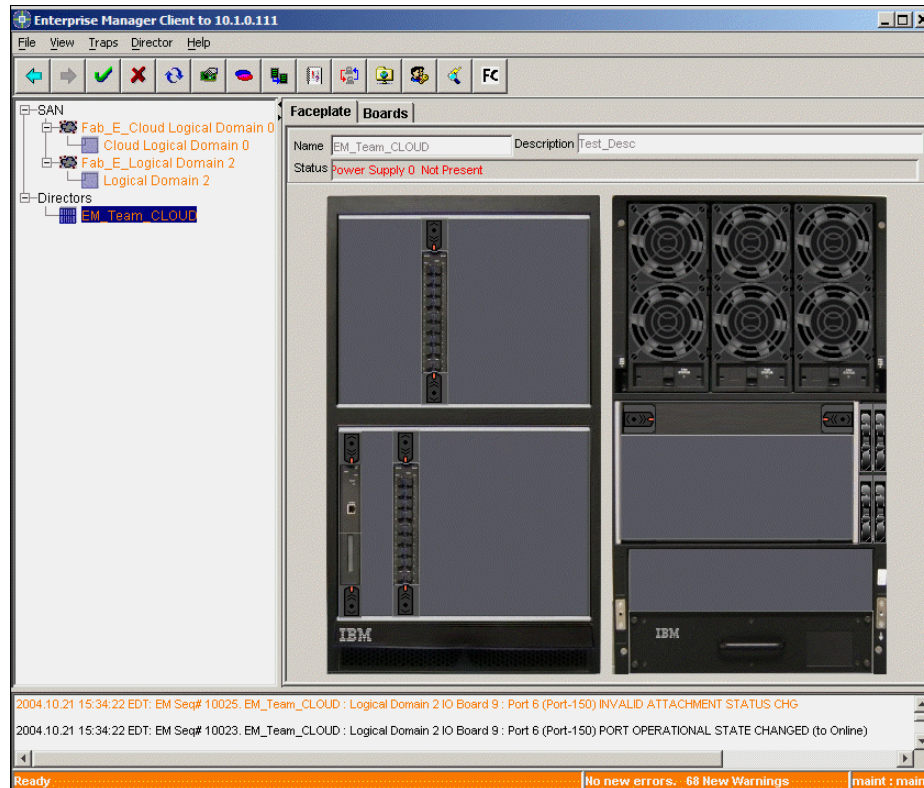 Enterprise Manager Client to 10.1.0.111
File View Traps Director Help
FC
SAN
Fab_E_Cloud Logical Domain 0
Cloud Logical Domain 0
Fab_E_Logical Domain 2
Logical Domain 2
Directors
EM_Team_CLOUD
Faceplate Boards
Name EM_Team_CLOUD Description Test_Desc
Status Power Supply 0 Not Present
IBM
IBM
2004.10.21 15:34:22 EDT: EM Seq# 10025. EM_Team_CLOUD : Logical Domain 2 IO Board 9 : Port 6 (Port-150) INVALID ATTACHMENT STATUS CHG
2004.10.21 15:34:22 EDT: EM Seq# 10023. EM_Team_CLOUD : Logical Domain 2 IO Board 9 : Port 6 (Port-150) PORT OPERATIONAL STATE CHANGED (to Online)
Ready No new errors. 68 New Warnings maint : main